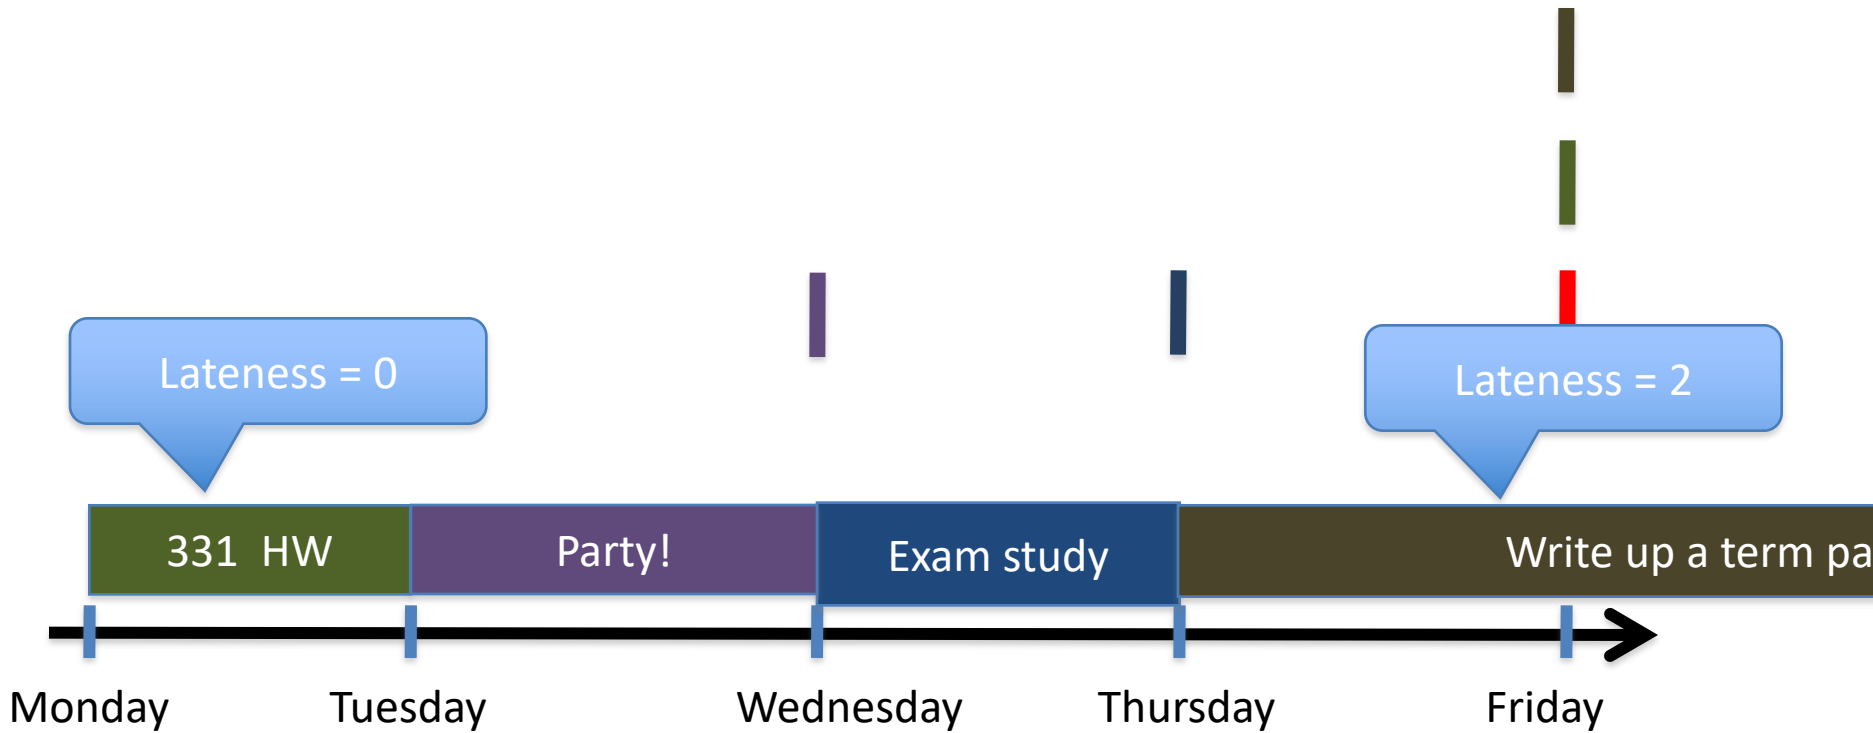 Lateness = 0
Lateness = 2
331 HW
Party!
Exam study
Write up a term pa
Monday
Tuesday
Wednesday
Thursday
Friday